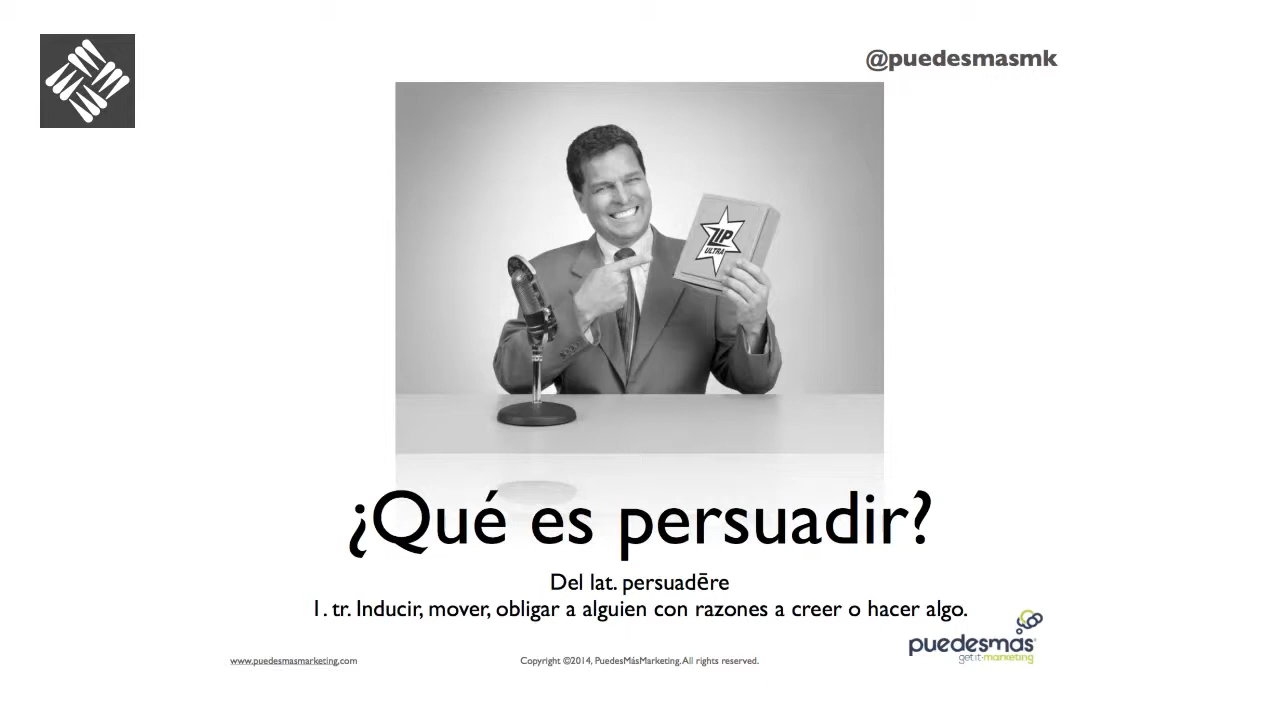 @puedesmasmk
ZIP
ULTRA
¿Qué es persuadir?
Del lat. persuadēre
1. tr. Inducir, mover, obligar a alguien con razones a creer o hacer algo.
puedesmás
get it-marketing
www.puedesmasmarketing.com
Copyright ©2014, PuedesMásMarketing. All rights reserved.